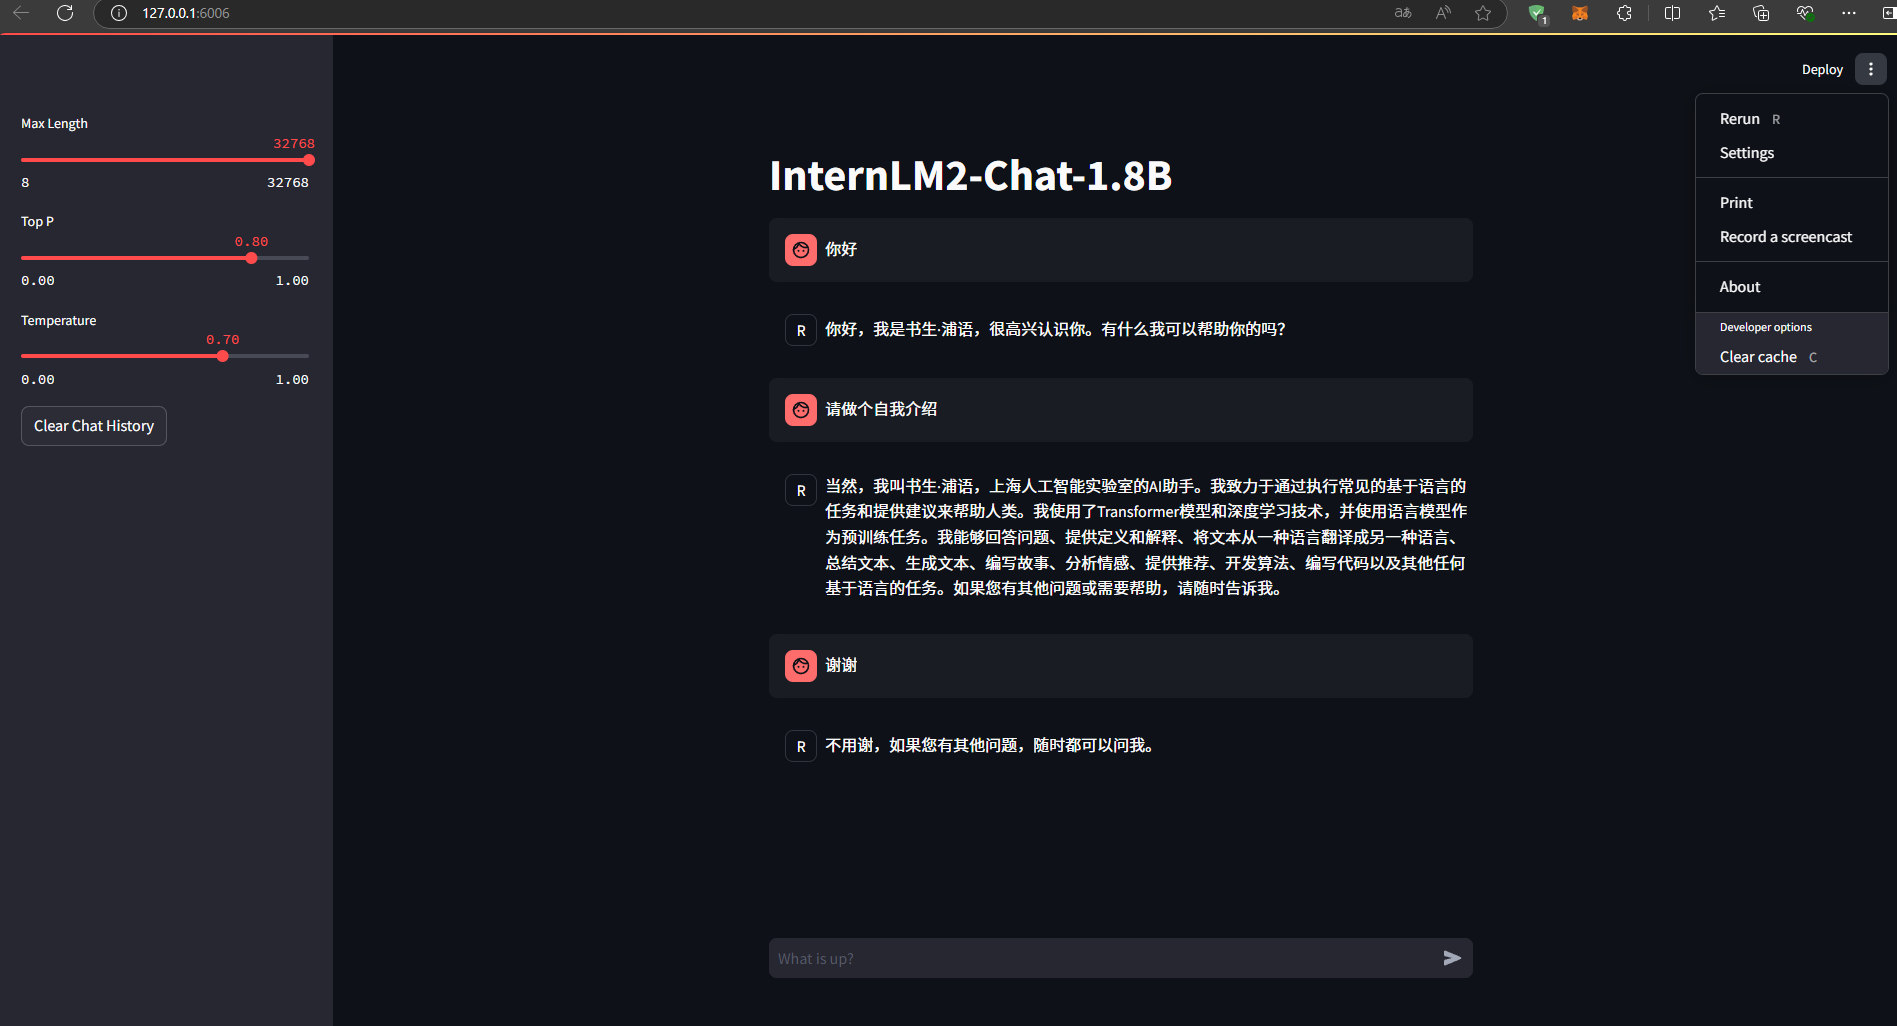 127.0.0.1:6006
aあ
A
1
Deploy
Rerun R
Settings
Print
Record a screencast
About
Developer options
Clear cache C
Max Length
32768
8 32768
Top P
0.80
0.00 1.00
Temperature
0.70
0.00 1.00
Clear Chat History
InternLM2-Chat-1.8B
你好
R 你好，我是书生·浦语，很高兴认识你。有什么我可以帮助你的吗？
请做个自我介绍
R 当然，我叫书生·浦语，上海人工智能实验室的AI助手。我致力于通过执行常见的基于语言的
任务和提供建议来帮助人类。我使用了Transformer模型和深度学习技术，并使用语言模型作
为预训练任务。我能够回答问题、提供定义和解释、将文本从一种语言翻译成另一种语言、
总结文本、生成文本、编写故事、分析情感、提供推荐、开发算法、编写代码以及其他任何
基于语言的任务。如果您有其他问题或需要帮助，请随时告诉我。
谢谢
R 不用谢，如果您有其他问题，随时都可以问我。
What is up?